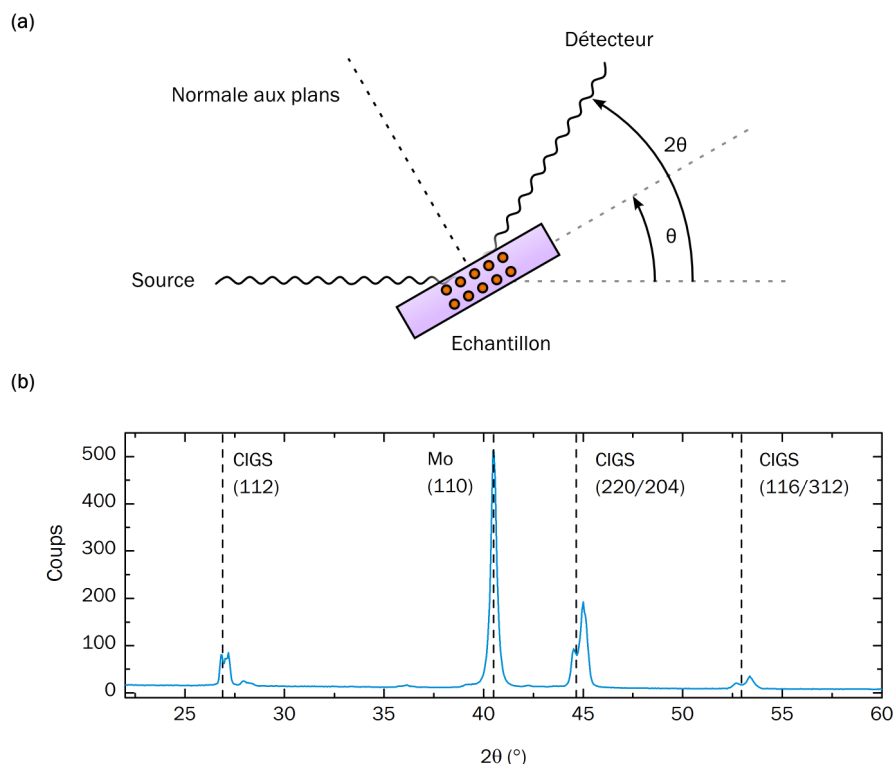 (a)
Détecteur
Normale aux plans
2θ
θ
Source
Echantillon
(b)
500
400
300
200
100
0
Coups
CIGS
(112)
Mo
(110)
CIGS
(220/204)
CIGS
(116/312)
25
30
35
40
45
50
55
60
2θ (°)